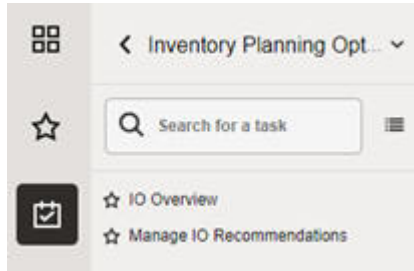 Inventory Planning Opt...
Search for a task
IO Overview
Manage IO Recommendations